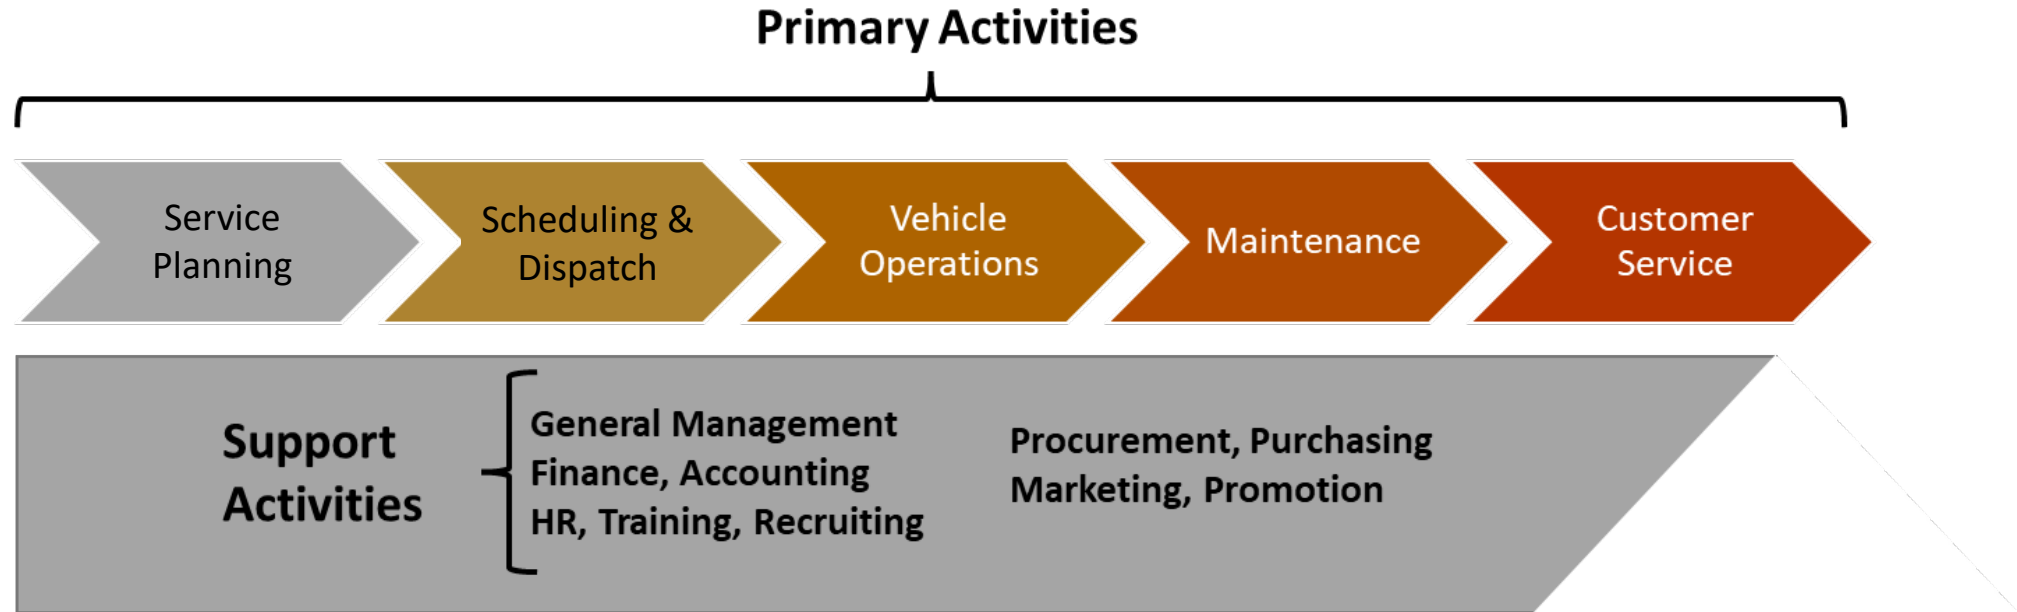 Primary Activities
Service
Planning
Scheduling &
Dispatch
Vehicle
Operations
Maintenance
Customer
Service
Support
Activities
General Management
Finance, Accounting
HR, Training, Recruiting
Procurement, Purchasing
Marketing, Promotion